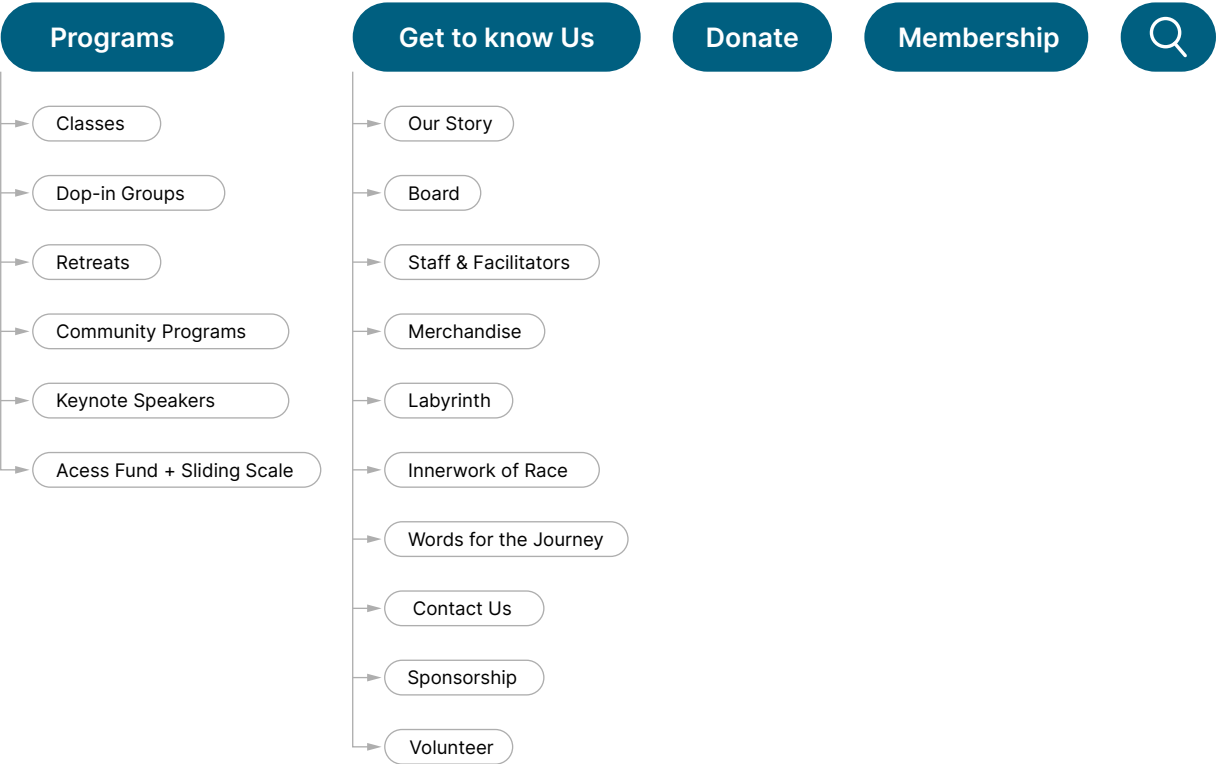 Programs
Get to know Us
Donate
Membership
Classes
Dop-in Groups
Retreats
Community Programs
Keynote Speakers
Acess Fund + Sliding Scale
Our Story
Board
Staff & Facilitators
Merchandise
Labyrinth
Innerwork of Race
Words for the Journey
Contact Us
Sponsorship
Volunteer